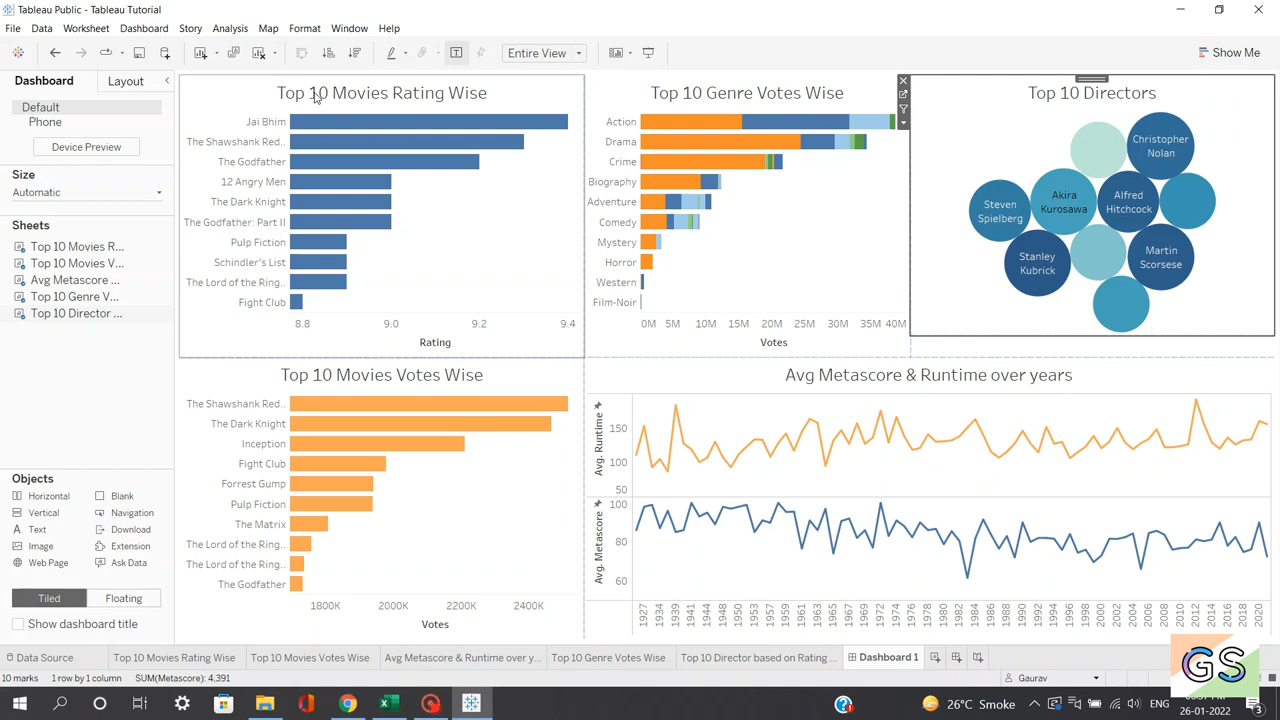 Tableau Public - Tableau Tutorial
File Data Worksheet Dashboard Story Analysis Map Format Window Help
Entire View
Show Me
Dashboard Layout
Default
Phone
Device Preview
Size
Automatic
Sheets
Top 10 Movies R...
Top 10 Movies V...
Avg Metascore ...
Top 10 Genre V...
Top 10 Director ...
Objects
Horizontal Blank
Vertical Navigation
Text Download
Image Extension
Web Page Ask Data
Tiled Floating
Show dashboard title
Top 10 Movies Rating Wise
Jai Bhim
The Shawshank Red..
The Godfather
12 Angry Men
The Dark Knight
The Godfather: Part II
Pulp Fiction
Schindler's List
The Lord of the Ring..
Fight Club
8.8 9.0 9.2 9.4
Rating
Top 10 Genre Votes Wise
Action
Drama
Crime
Biography
Adventure
Comedy
Mystery
Horror
Western
Film-Noir
0M 5M 10M 15M 20M 25M 30M 35M 40M
Votes
Top 10 Directors
Christopher
Nolan
Steven
Spielberg
Akira
Kurosawa
Alfred
Hitchcock
Stanley
Kubrick
Martin
Scorsese
Top 10 Movies Votes Wise
The Shawshank Red..
The Dark Knight
Inception
Fight Club
Forrest Gump
Pulp Fiction
The Matrix
The Lord of the Ring..
The Lord of the Ring..
The Godfather
1800K 2000K 2200K 2400K
Votes
Avg Metascore & Runtime over years
Avg. Runtime
150
100
50
Avg. Metascore
100
80
60
1927 1934 1939 1941 1944 1948 1950 1953 1957 1959 1961 1963 1965 1967 1969 1972 1974 1976 1978 1980 1982 1984 1986 1988 1990 1992 1994 1996 1998 2000 2002 2004 2006 2008 2010 2012 2014 2016 2018 2020
Data Source Top 10 Movies Rating Wise Top 10 Movies Votes Wise Avg Metascore & Runtime over y... Top 10 Genre Votes Wise Top 10 Director based on Rating ... Dashboard 1
10 marks 1 row by 1 column SUM(Metascore): 4,391
Gaurav
GS
26°C Smoke
ENG
26-01-2022
3